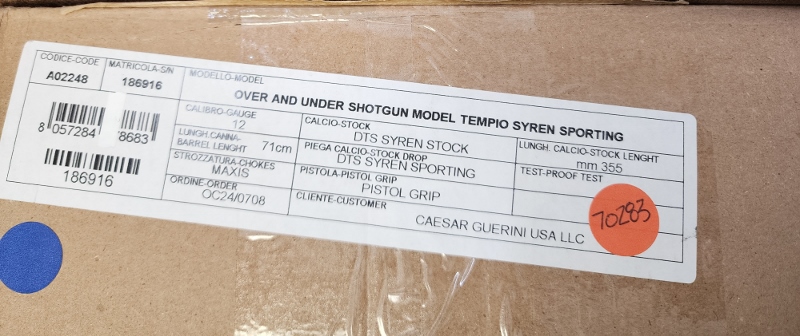 CODICE-CODE
A02248
MATRICOLA-S/N
186916
MODELLO-MODEL
OVER AND UNDER SHOTGUN MODEL TEMPIO SYREN SPORTING
8 057284 78683
186916
CALIBRO-GAUGE
12
LUNGH.CANNA.
BARREL LENGHT 71cm
STROZZATURA-CHOKES
MAXIS
ORDINE-ORDER
OC24/0708
CALCIO-STOCK
DTS SYREN STOCK
PIEGA CALCIO-STOCK DROP
DTS SYREN SPORTING
PISTOLA-PISTOL GRIP
PISTOL GRIP
CLIENTE-CUSTOMER
CAESAR GUERINI USA LLC
LUNGH. CALCIO-STOCK LENGHT
mm 355
TEST-PROOF TEST
70283